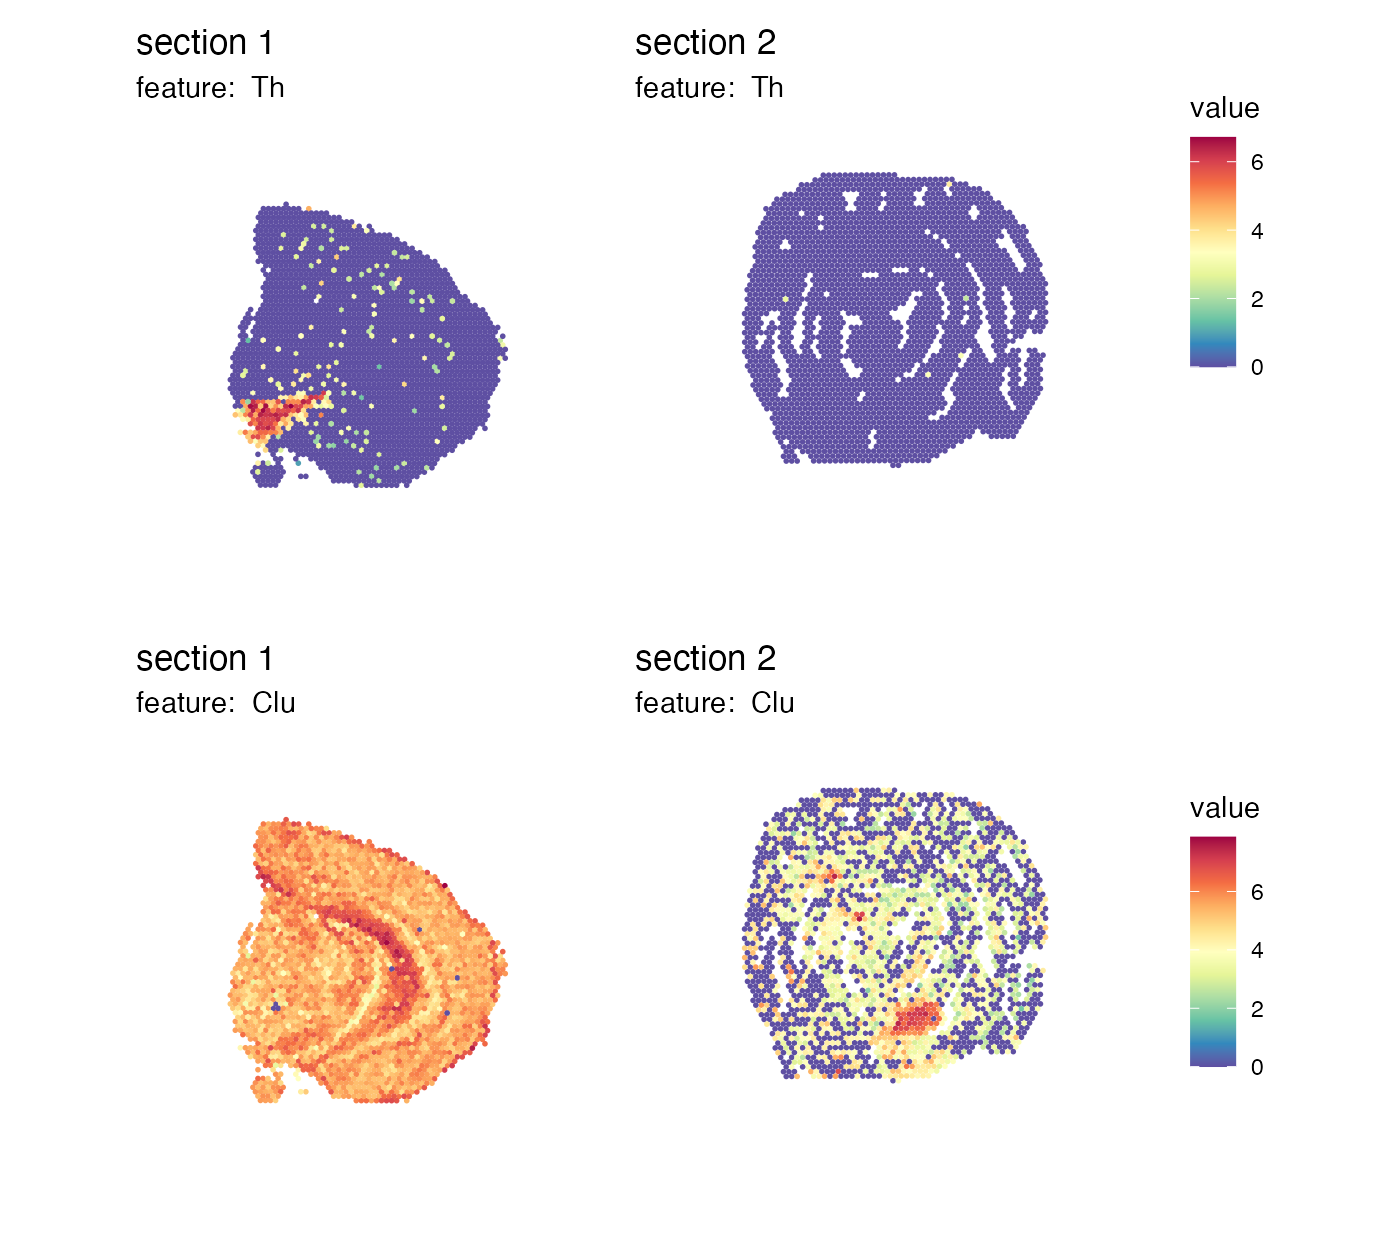 section 1
feature: Th
section 2
feature: Th
value
6
4
2
0
section 1
feature: Clu
section 2
feature: Clu
value
6
4
2
0